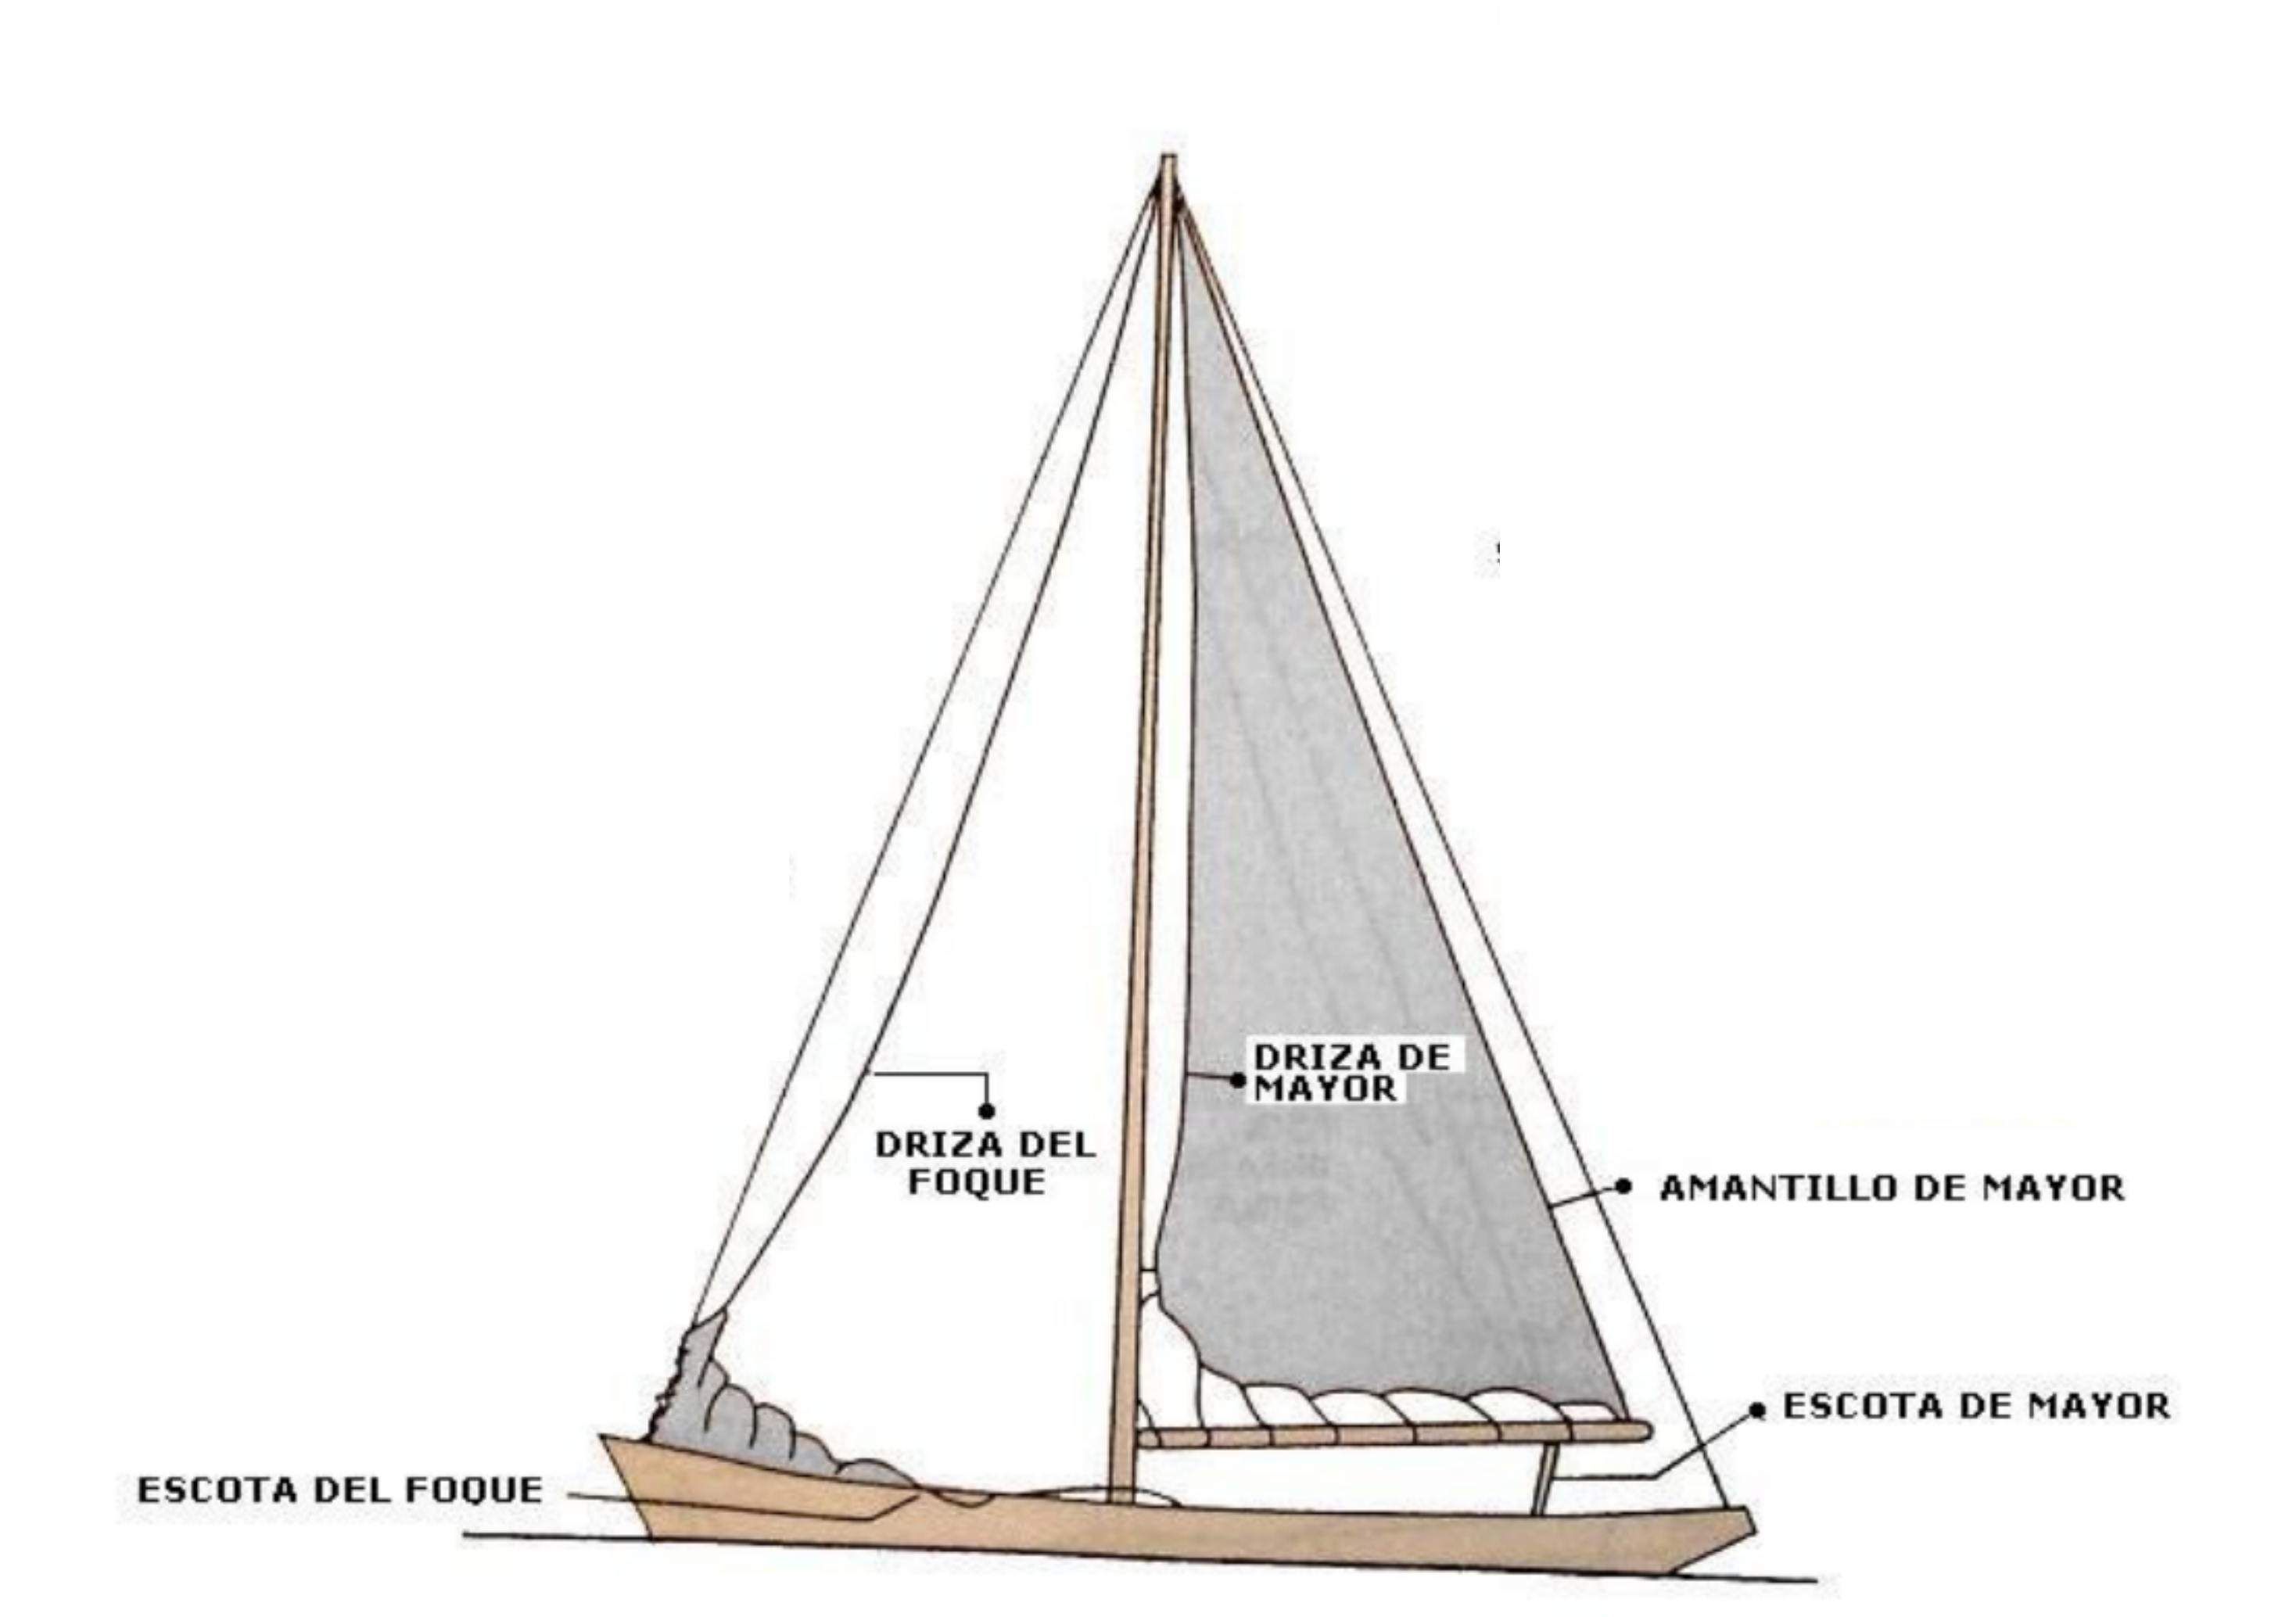 DRIZA DE
MAYOR
DRIZA DEL
FOQUE
AMANTILLO DE MAYOR
ESCOTA DE MAYOR
ESCOTA DEL FOQUE